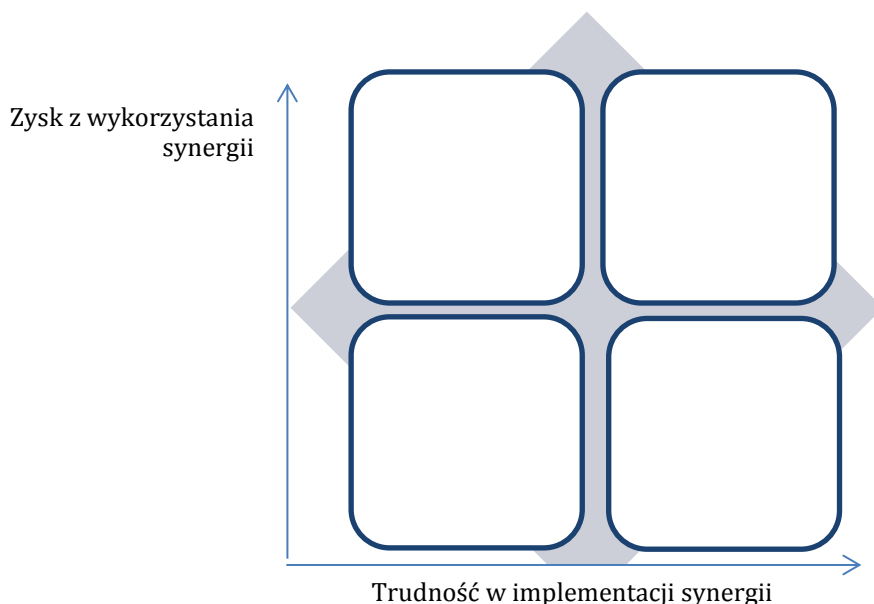 Zysk z wykorzystania
synergii
Trudność w implementacji synergii